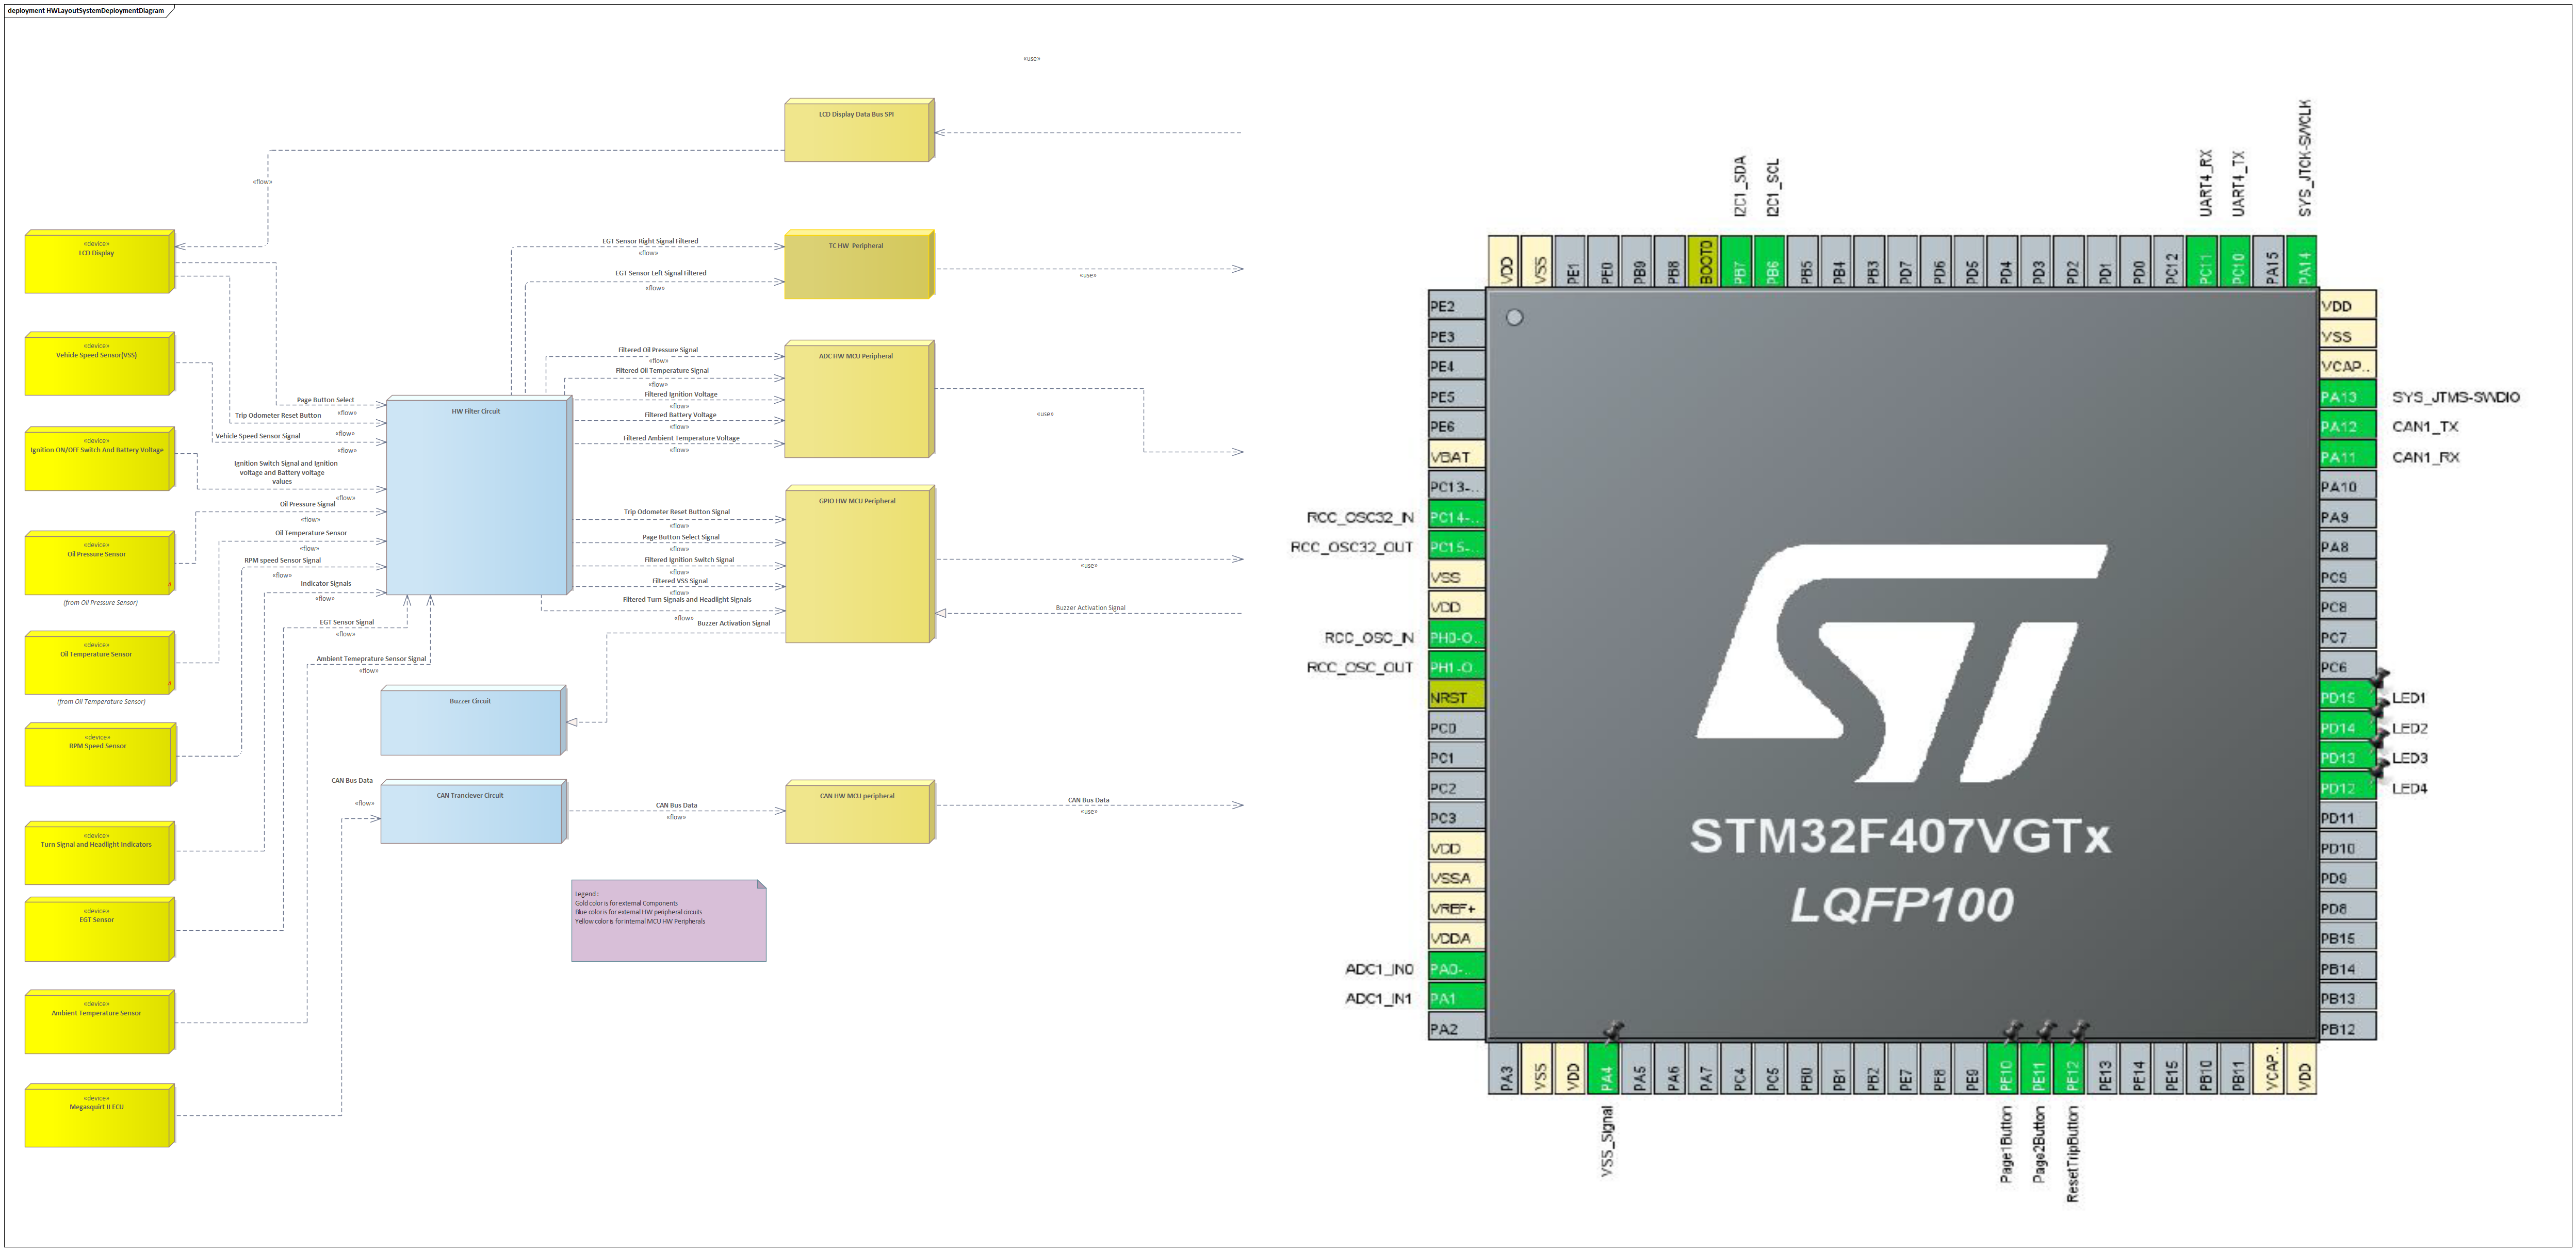 deployment HWLayoutSystemDeploymentDiagram
«use»
LCD Display Data Bus SPI
«flow»
«device»
LCD Display
EGT Sensor Right Signal Filtered
«flow»
EGT Sensor Left Signal Filtered
«flow»
TC HW  Peripheral
«use»
«device»
Vehicle Speed Sensor(VSS)
Filtered Oil Pressure Signal
«flow»
Filtered Oil Temperature Signal
«flow»
Filtered Ignition Voltage
«flow»
Filtered Battery Voltage
«flow»
Filtered Ambient Temperature Voltage
«flow»
ADC HW MCU Peripheral
«use»
Page Button Select
«flow»
Trip Odometer Reset Button
«flow»
Vehicle Speed Sensor Signal
«flow»
HW Filter Circuit
«device»
Ignition ON/OFF Switch And Battery Voltage
Ignition Switch Signal and Ignition
voltage and Battery voltage
values
«flow»
Oil Pressure Signal
«flow»
Oil Temperature Sensor
«flow»
RPM speed Sensor Signal
«flow»
Indicator Signals
«flow»
EGT Sensor Signal
«flow»
Ambient Temeprature Sensor Signal
«flow»
GPIO HW MCU Peripheral
Trip Odometer Reset Button Signal
«flow»
Page Button Select Signal
«flow»
Filtered Ignition Switch Signal
«flow»
Filtered VSS Signal
«flow»
Filtered Turn Signals and Headlight Signals
«flow»
Buzzer Activation Signal
«use»
Buzzer Activation Signal
«device»
Oil Pressure Sensor
(from Oil Pressure Sensor)
«device»
Oil Temperature Sensor
(from Oil Temperature Sensor)
«device»
RPM Speed Sensor
Buzzer Circuit
CAN Bus Data
«flow»
CAN Tranciever Circuit
CAN Bus Data
«flow»
CAN HW MCU peripheral
CAN Bus Data
«use»
«device»
Turn Signal and Headlight Indicators
«device»
EGT Sensor
«device»
Ambient Temperature Sensor
«device»
Megasquirt II ECU
Legend :
Gold color is for external Components
Blue color is for external HW peripheral circuits
Yellow color is for internal MCU HW Peripherals
I2C1_SDA
I2C1_SCL
UART4_RX
UART4_TX
SYS_JTCK-SWCLK
VDD
VSS
PE1
PE0
PB9
PB8
BOOT0
PB7
PB6
PB5
PB4
PB3
PD7
PD6
PD5
PD4
PD3
PD2
PD1
PD0
PC12
PC11
PC10
PA15
PA14
PE2
PE3
PE4
PE5
PE6
VBAT
PC13-..
RCC_OSC32_IN
PC14-..
RCC_OSC32_OUT
PC15-..
VSS
VDD
RCC_OSC_IN
PH0-O..
RCC_OSC_OUT
PH1-O..
NRST
PC0
PC1
PC2
PC3
VDD
VSSA
VREF+
VDDA
ADC1_IN0
PA0-..
ADC1_IN1
PA1
PA2
STM32F407VGTx
LQFP100
VDD
VSS
VCAP..
PA13
SYS_JTMS-SWDIO
PA12
CAN1_TX
PA11
CAN1_RX
PA10
PA9
PA8
PC9
PC8
PC7
PC6
PD15
LED1
PD14
LED2
PD13
LED3
PD12
LED4
PD11
PD10
PD9
PD8
PB15
PB14
PB13
PB12
PA3
VSS
VDD
PA4
PA5
PA6
PA7
PC4
PC5
PB0
PB1
PB2
PE7
PE8
PE9
PE10
PE11
PE12
PE13
PE14
PE15
PB10
PB11
VCAP..
VDD
VSS_Signal
Page1Button
Page2Button
ResetTripButton